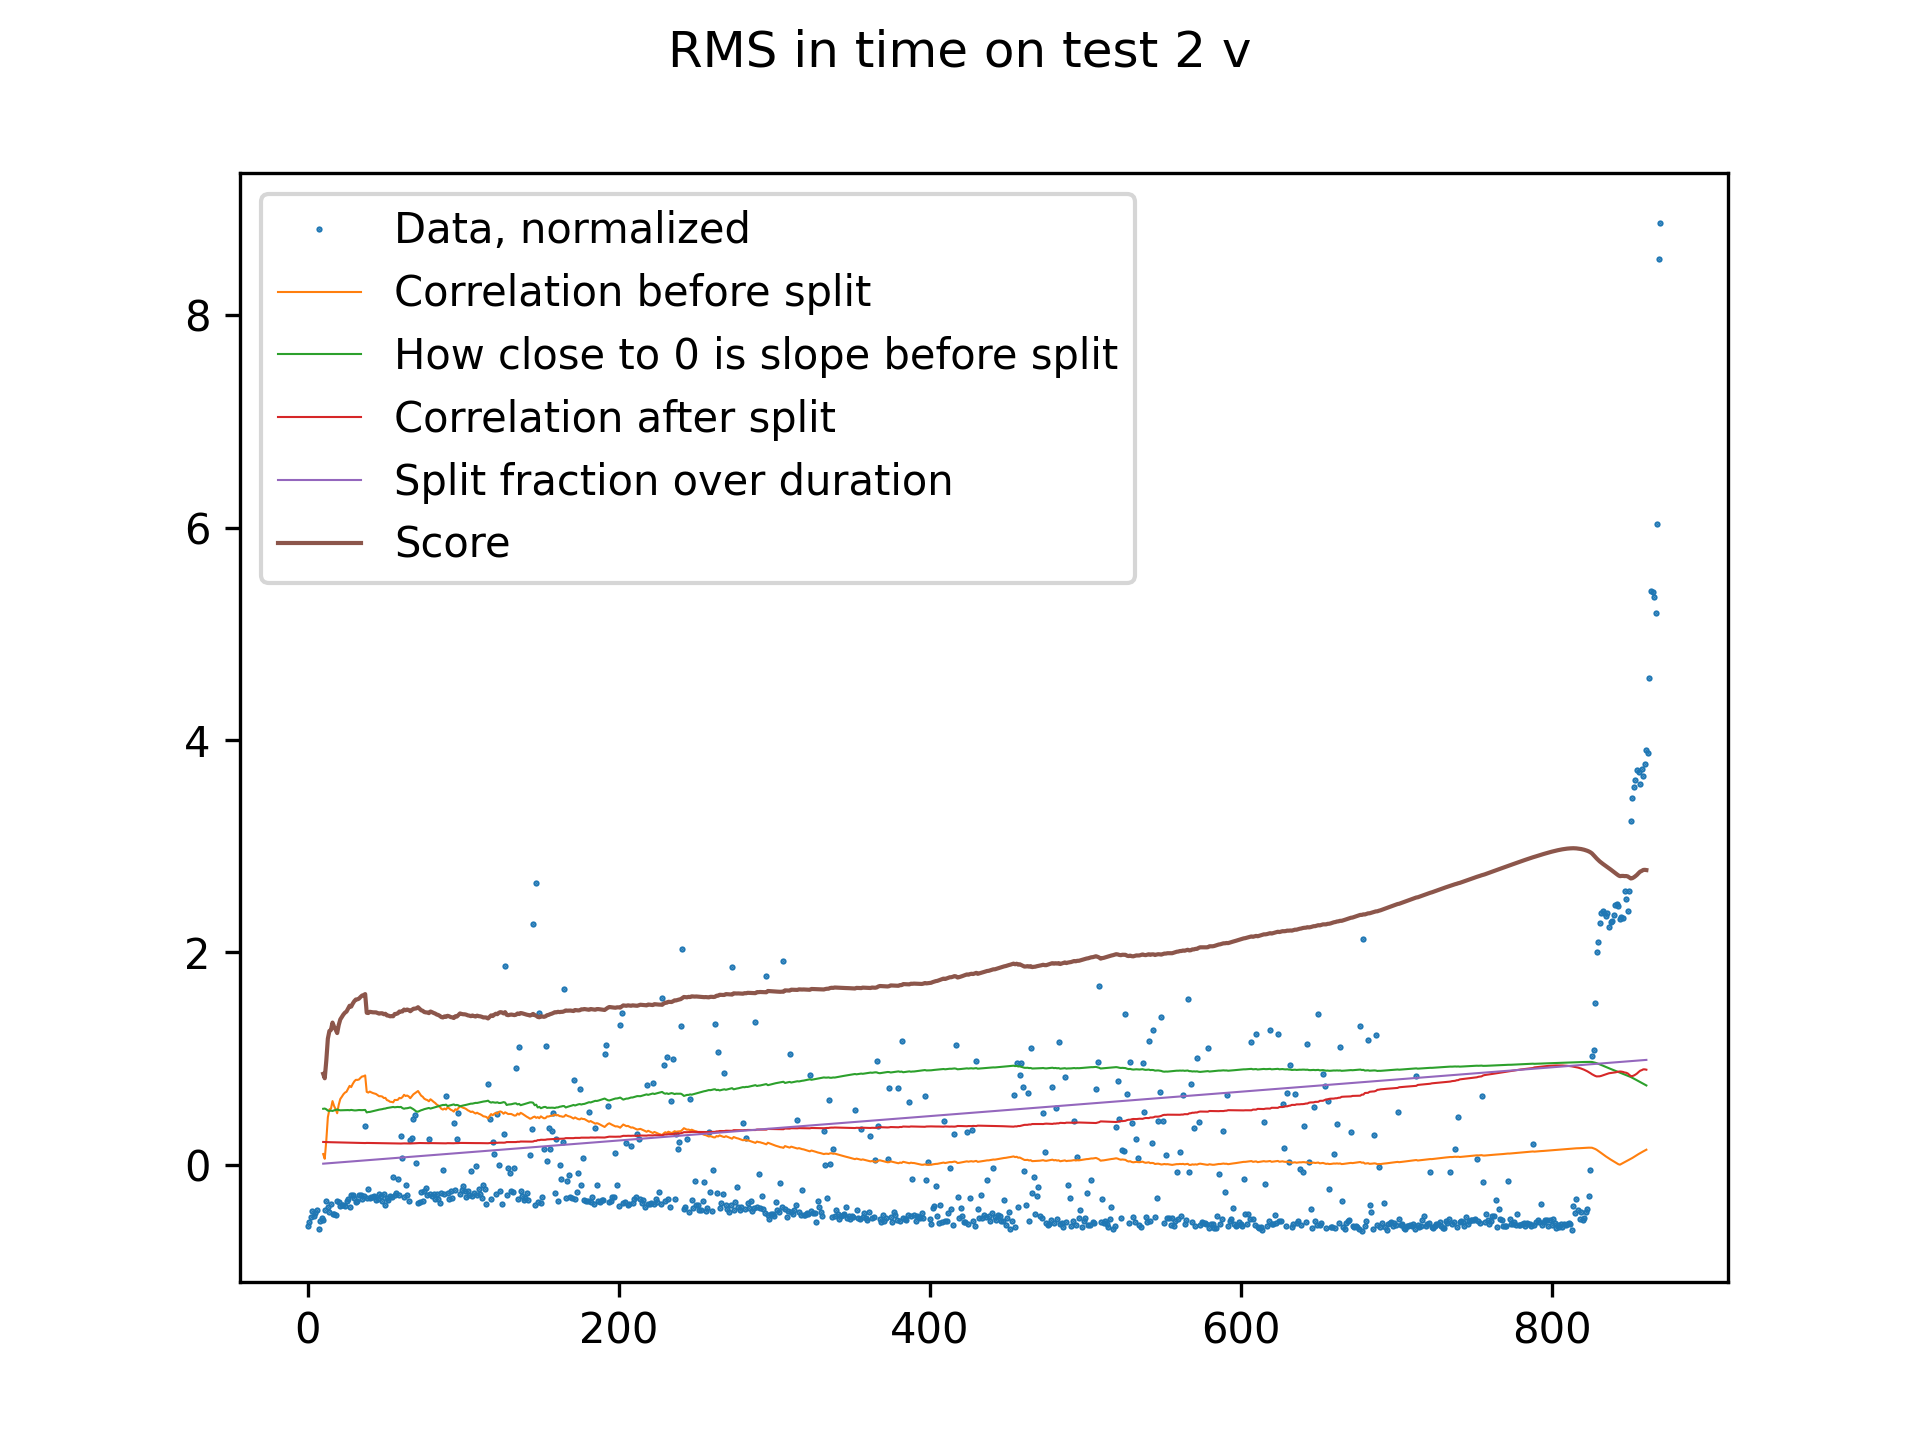 RMS in time on test 2 v
Data, normalized
Correlation before split
How close to 0 is slope before split
Correlation after split
Split fraction over duration
Score
8
6
4
2
0
0 200 400 600 800